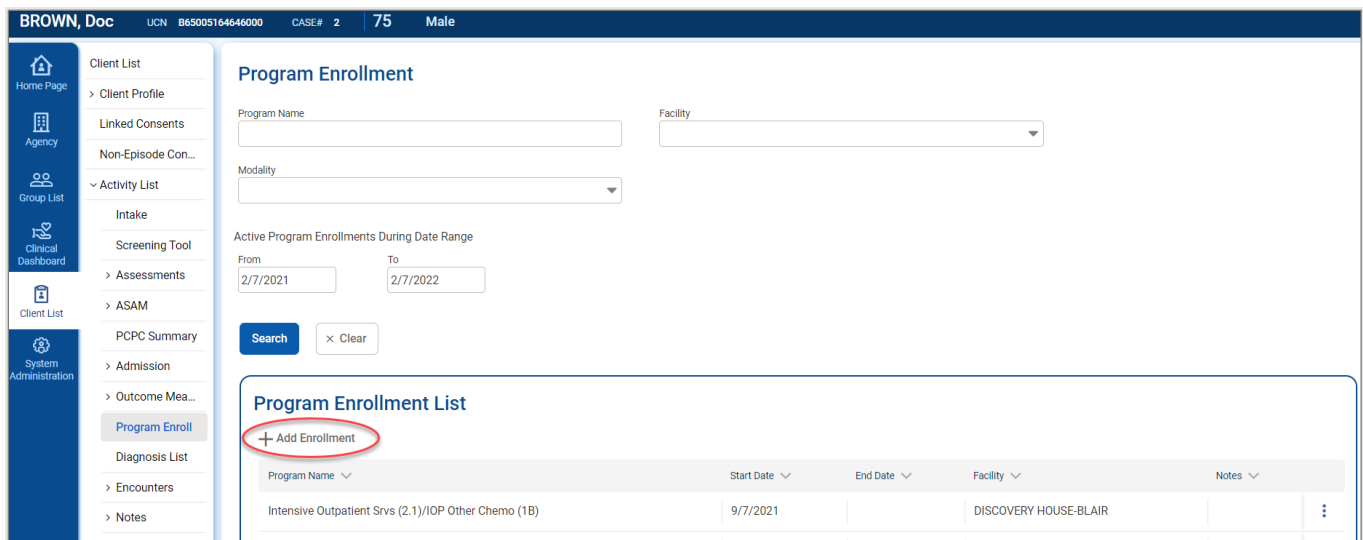 BROWN, Doc UCN B65005164646000 CASE# 2 75 Male
Home Page
Agency
Group List
Clinical
Dashboard
Client List
System
Administration
Client List
Client Profile
Linked Consents
Non-Episode Con...
Activity List
Intake
Screening Tool
Assessments
ASAM
PCPC Summary
Admission
Outcome Mea...
Program Enroll
Diagnosis List
Encounters
Notes
Program Enrollment
Program Name Facility
Modality
Active Program Enrollments During Date Range
From To
2/7/2021 2/7/2022
Search × Clear
Program Enrollment List
+ Add Enrollment
Program Name Start Date End Date Facility Notes
Intensive Outpatient Srvs (2.1)/IOP Other Chemo (1B) 9/7/2021 DISCOVERY HOUSE-BLAIR